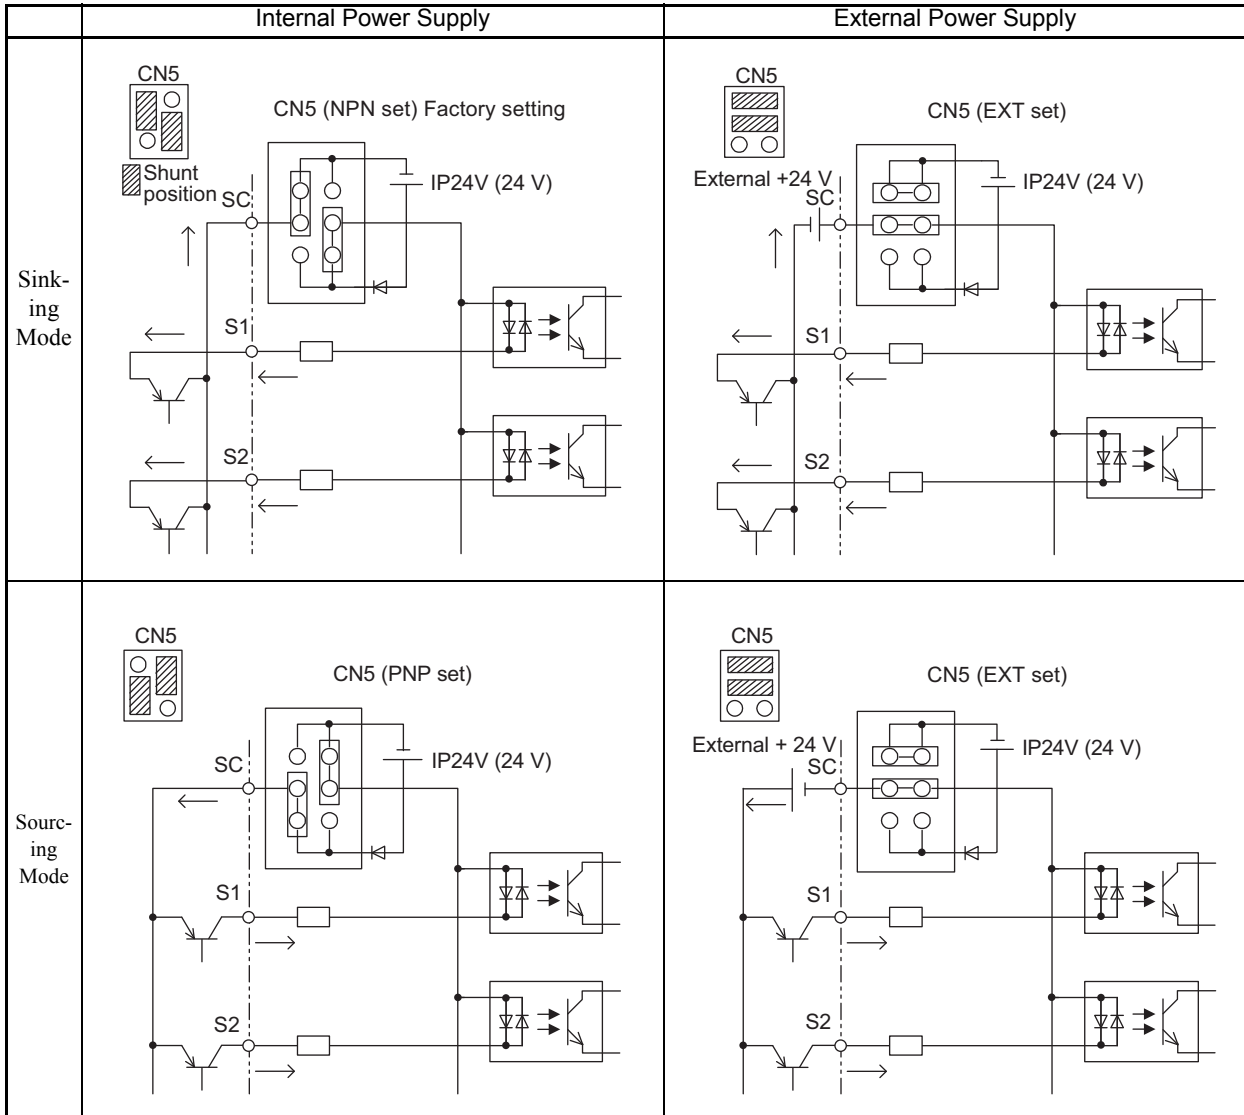 Internal Power Supply
External Power Supply
Sink-
ing
Mode
CN5
CN5 (NPN set) Factory setting
Shunt
position
SC
IP24V (24 V)
S1
S2
CN5
CN5 (EXT set)
External +24 V
SC
IP24V (24 V)
S1
S2
Sourc-
ing
Mode
CN5
CN5 (PNP set)
SC
IP24V (24 V)
S1
S2
CN5
CN5 (EXT set)
External + 24 V
SC
IP24V (24 V)
S1
S2